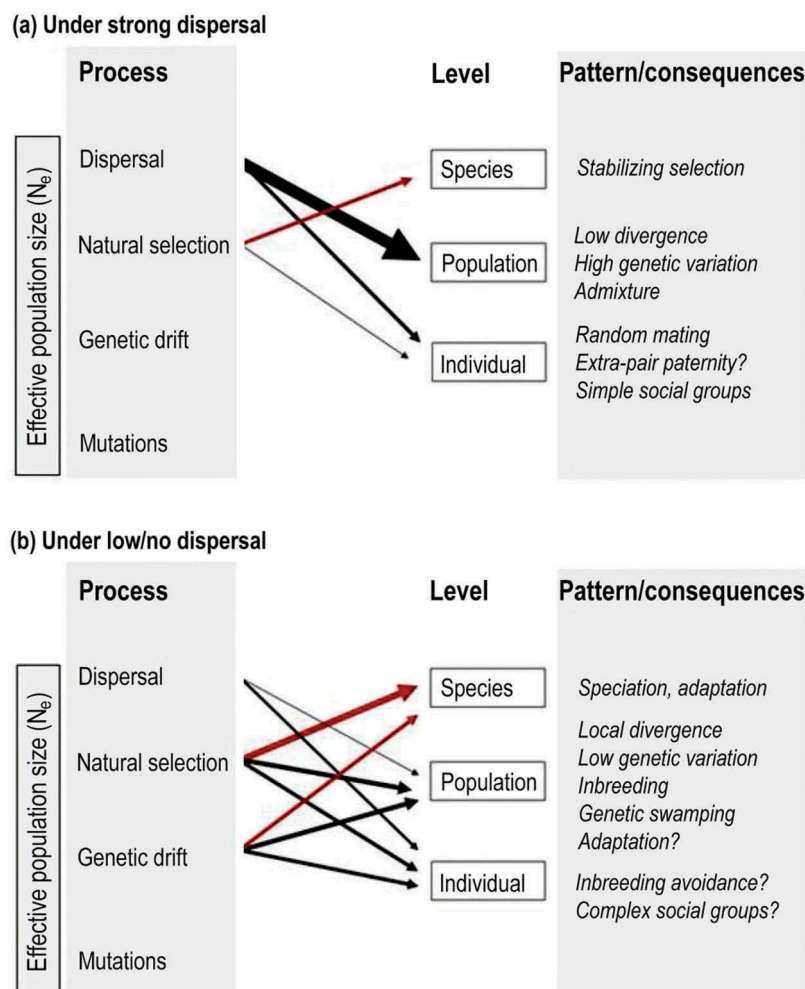 (a) Under strong dispersal
Process
Level
Pattern/consequences
Effective population size (Ne)
Dispersal
Natural selection
Genetic drift
Mutations
Species
Population
Individual
Stabilizing selection
Low divergence
High genetic variation
Admixture
Random mating
Extra-pair paternity?
Simple social groups
(b) Under low/no dispersal
Process
Level
Pattern/consequences
Effective population size (Ne)
Dispersal
Natural selection
Genetic drift
Mutations
Species
Population
Individual
Speciation, adaptation
Local divergence
Low genetic variation
Inbreeding
Genetic swamping
Adaptation?
Inbreeding avoidance?
Complex social groups?